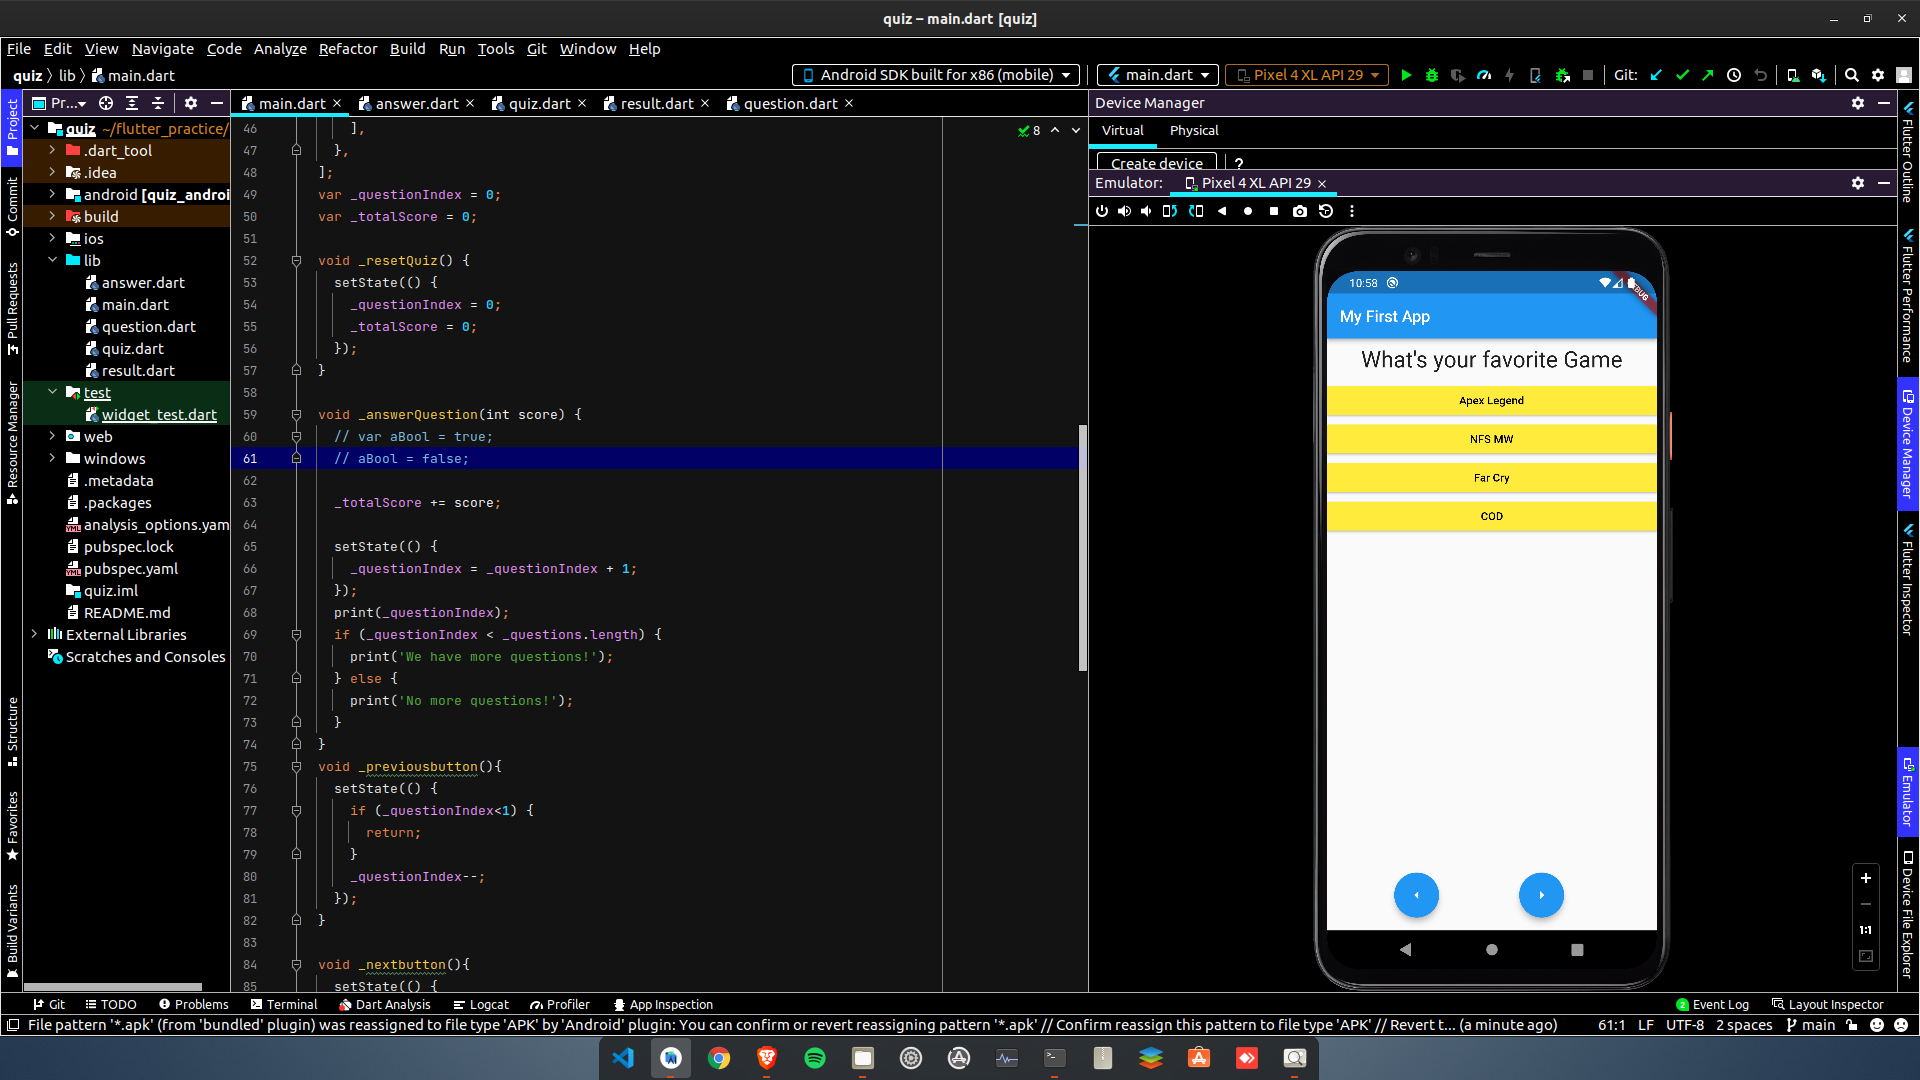 quiz – main.dart [quiz]
File Edit View Navigate Code Analyze Refactor Build Run Tools Git Window Help
quiz lib main.dart
Android SDK built for x86 (mobile)
main.dart
Pixel 4 XL API 29
Git:
Pr...
main.dart answer.dart quiz.dart result.dart question.dart
Project
Commit
Pull Requests
Resource Manager
Structure
Favorites
Build Variants
quiz ~/flutter_practice/
.dart_tool
.idea
android [quiz_androi
build
ios
lib
answer.dart
main.dart
question.dart
quiz.dart
result.dart
test
widget_test.dart
web
windows
.metadata
.packages
analysis_options.yam
pubspec.lock
pubspec.yaml
quiz.iml
README.md
External Libraries
Scratches and Consoles
8
46 ],
47 },
48 ];
49 var _questionIndex = 0;
50 var _totalScore = 0;
51
52 void _resetQuiz() {
53 setState(() {
54 _questionIndex = 0;
55 _totalScore = 0;
56 });
57 }
58
59 void _answerQuestion(int score) {
60 // var aBool = true;
61 // aBool = false;
62
63 _totalScore += score;
64
65 setState(() {
66 _questionIndex = _questionIndex + 1;
67 });
68 print(_questionIndex);
69 if (_questionIndex < _questions.length) {
70 print('We have more questions!');
71 } else {
72 print('No more questions!');
73 }
74 }
75 void _previousbutton(){
76 setState(() {
77 if (_questionIndex<1) {
78 return;
79 }
80 _questionIndex--;
81 });
82 }
83
84 void _nextbutton(){
85 setState(() {
Device Manager
Virtual Physical
Create device ?
Emulator: Pixel 4 XL API 29
10:58
My First App
What's your favorite Game
Apex Legend
NFS MW
Far Cry
COD
1:1
Flutter Outline
Flutter Performance
Device Manager
Flutter Inspector
Emulator
Device File Explorer
Git TODO Problems Terminal Dart Analysis Logcat Profiler App Inspection
2 Event Log Layout Inspector
File pattern '*.apk' (from 'bundled' plugin) was reassigned to file type 'APK' by 'Android' plugin: You can confirm or revert reassigning pattern '*.apk' // Confirm reassign this pattern to file type 'APK' // Revert t... (a minute ago)
61:1 LF UTF-8 2 spaces main